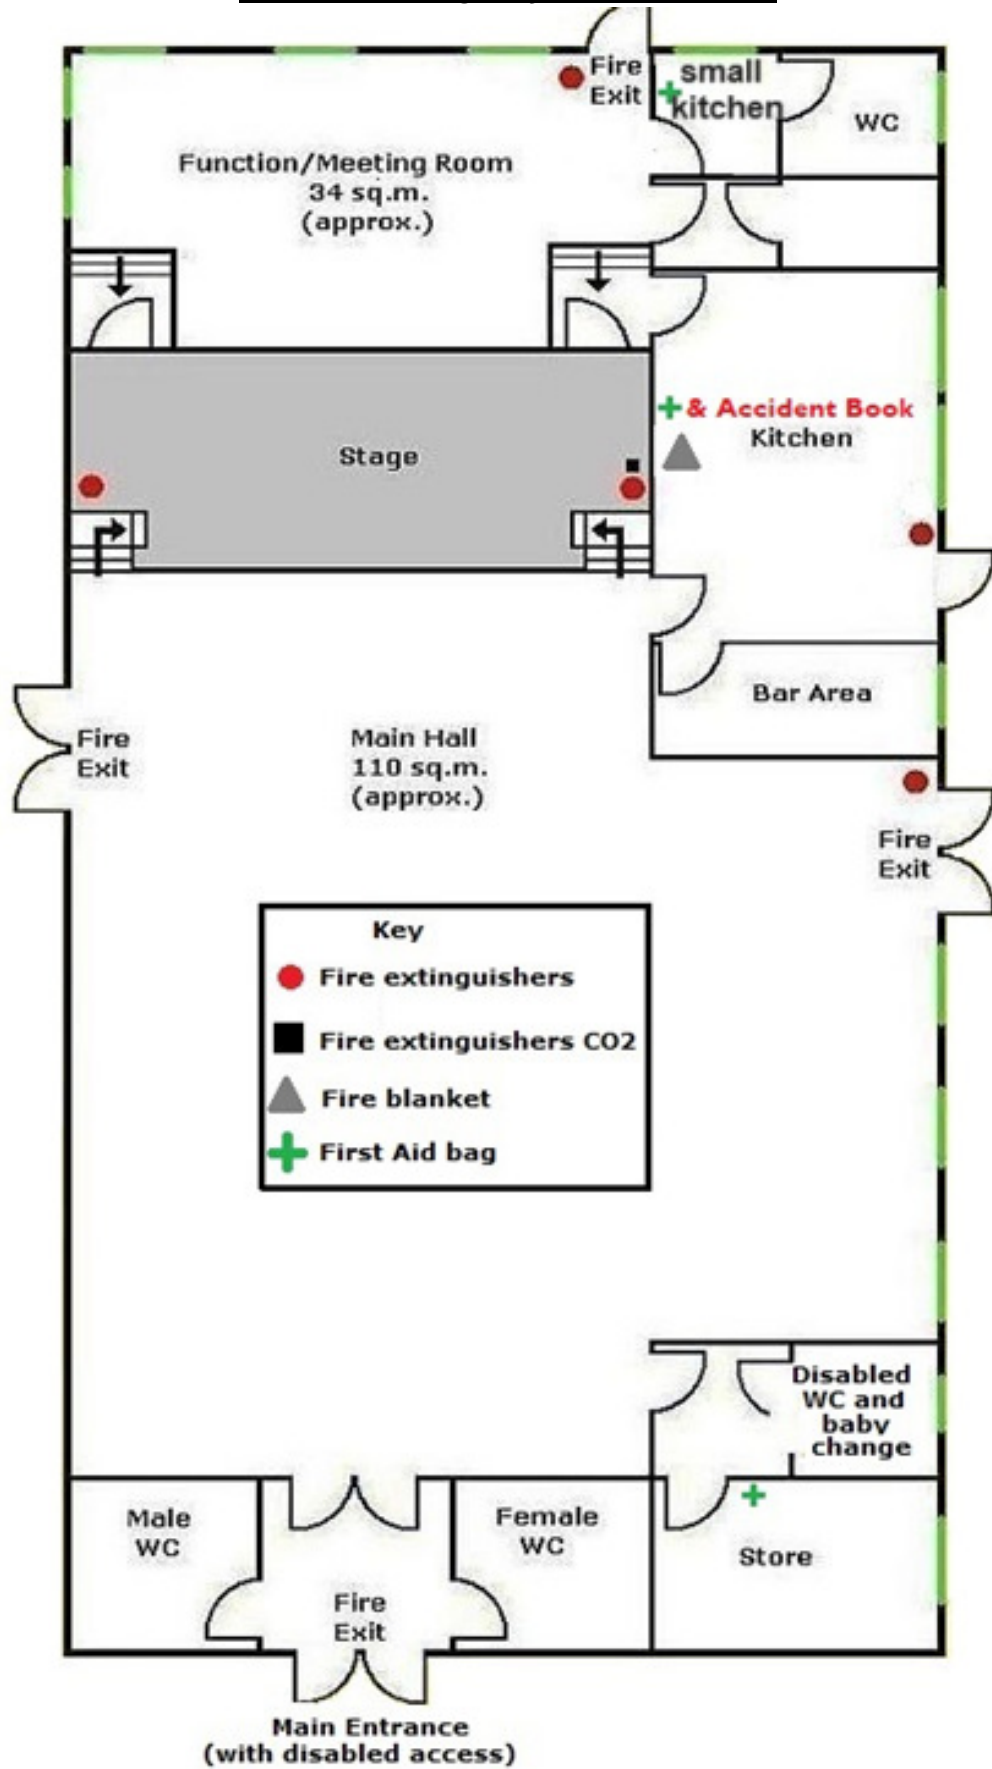 Fire
Exit
small
kitchen
WC
Function/Meeting Room
34 sq.m.
(approx.)
& Accident Book
Kitchen
Stage
Bar Area
Fire
Exit
Main Hall
110 sq.m.
(approx.)
Fire
Exit
Key
Fire extinguishers
Fire extinguishers CO2
Fire blanket
First Aid bag
Disabled
WC and
baby
change
Male
WC
Female
WC
Store
Fire
Exit
Main Entrance
(with disabled access)